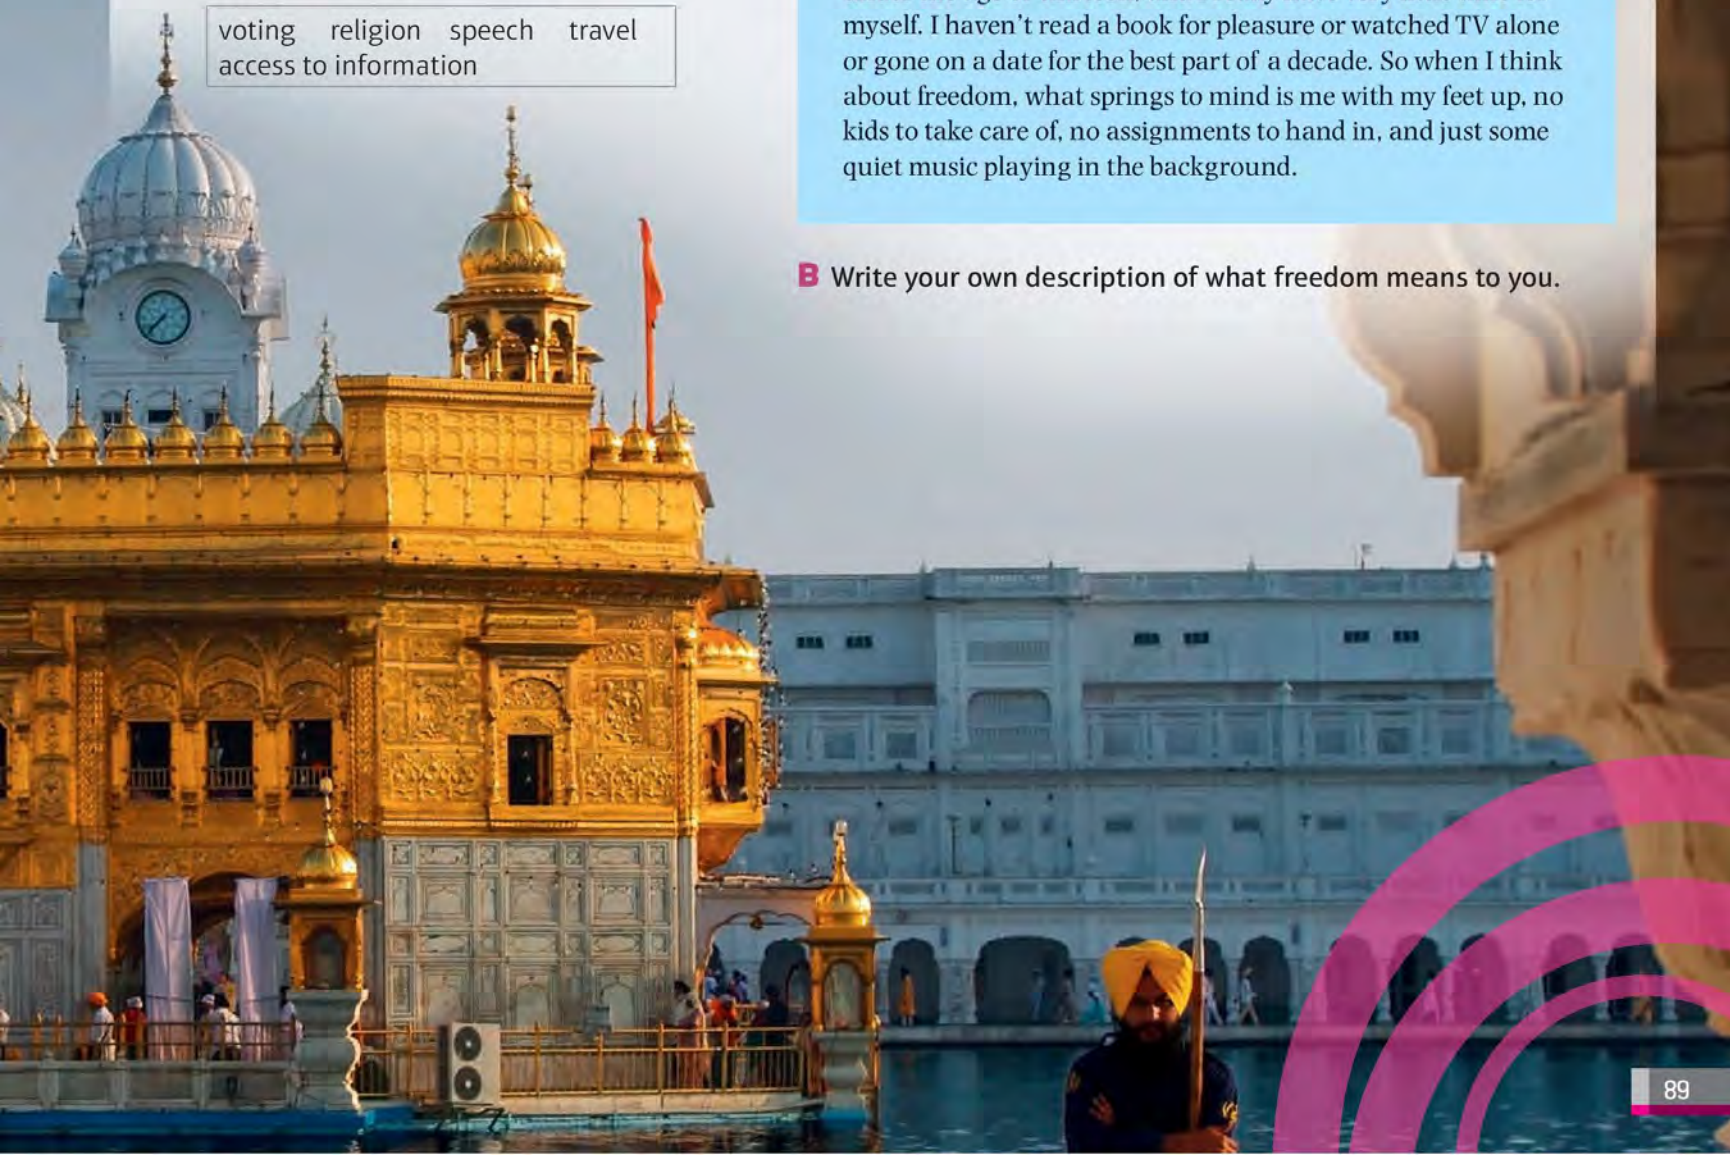 voting religion speech travel
access to information
myself. I haven't read a book for pleasure or watched TV alone
or gone on a date for the best part of a decade. So when I think
about freedom, what springs to mind is me with my feet up, no
kids to take care of, no assignments to hand in, and just some
quiet music playing in the background.
B Write your own description of what freedom means to you.
89